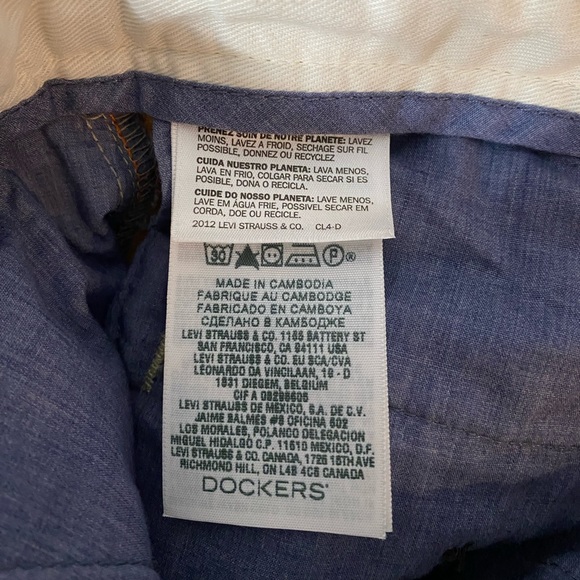 PRENEZ SOIN DE NOTRE PLANÈTE: LAVEZ
MOINS, LAVEZ À FROID, SECHAGE SUR FIL
POSSIBLE, DONNEZ OU RECYCLEZ
CUIDA NUESTRO PLANETA: LAVA MENOS,
LAVA EN FRIO, COLGAR PARA SECAR SI ES
POSIBLE, DONA O RECICLA.
CUIDE DO NOSSO PLANETA: LAVE MENOS,
LAVE EM ÁGUA FRIE, POSSIVEL SECAR EM
CORDA, DOE OU RECICLE.
2012 LEVI STRAUSS & CO. CL4-D
30 P ®
MADE IN CAMBODIA
FABRIQUE AU CAMBODGE
FABRICADO EN CAMBOYA
СДЕЛАНО В КАМБОДЖЕ
LEVI STRAUSS & CO. 1155 BATTERY ST
SAN FRANCISCO, CA 94111 USA
LEVI STRAUSS & CO EU SCA/CVA
LEONARDO DA VINCILAAN, 19 - D
1831 DIEGEM, BELGIUM
CIF A 08298605
LEVI STRAUSS DE MEXICO, S.A. DE C.V.
JAIME BALMES #8 OFICINA 602
LOS MORALES, POLANCO DELEGACION
MIGUEL HIDALGO C.P. 11510 MEXICO, D.F.
LEVI STRAUSS & CO. CANADA, 1725 16TH AVE
RICHMOND HILL, ON L4B 4C6 CANADA
DOCKERS®